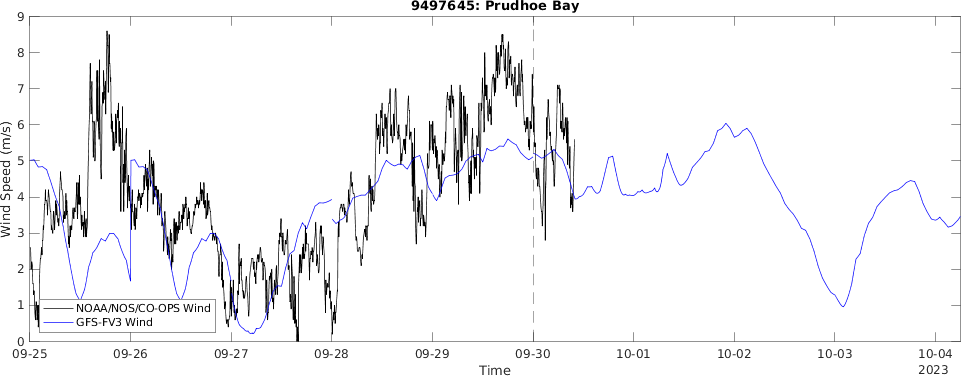 9497645: Prudhoe Bay
Wind Speed (m/s)
9
8
7
6
5
4
3
2
1
0
NOAA/NOS/CO-OPS Wind
GFS-FV3 Wind
09-25 09-26 09-27 09-28 09-29 09-30 10-01 10-02 10-03 10-04
Time
2023